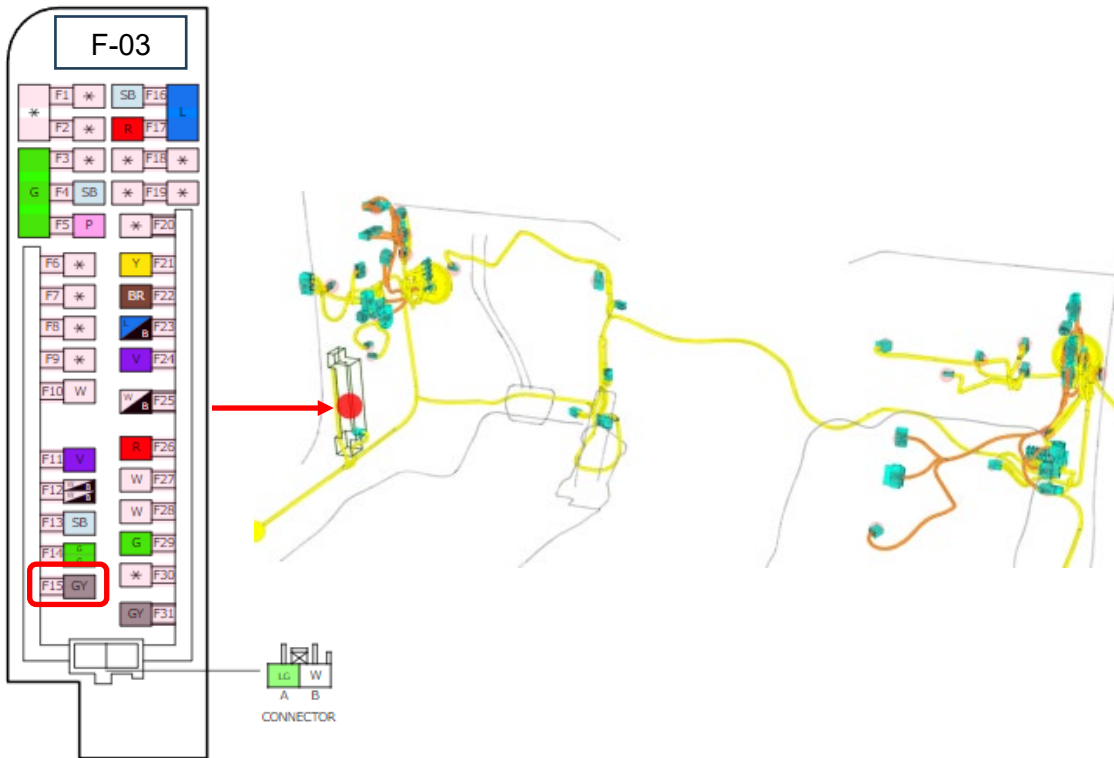 F-03
F1 * SB F16
* L
F2 * R F17
F3 * * F18 *
G F4 SB * F19 *
F5 P * F20
F6 * Y F21
F7 * BR F22
F8 * L B F23
F9 * V F24
F10 W W B F25
R F26
F11 V
W F27
F12 W B
W B
W F28
F13 SB
G F29
F14 G
G
* F30
F15 GY
GY F31
LG W
A B
CONNECTOR